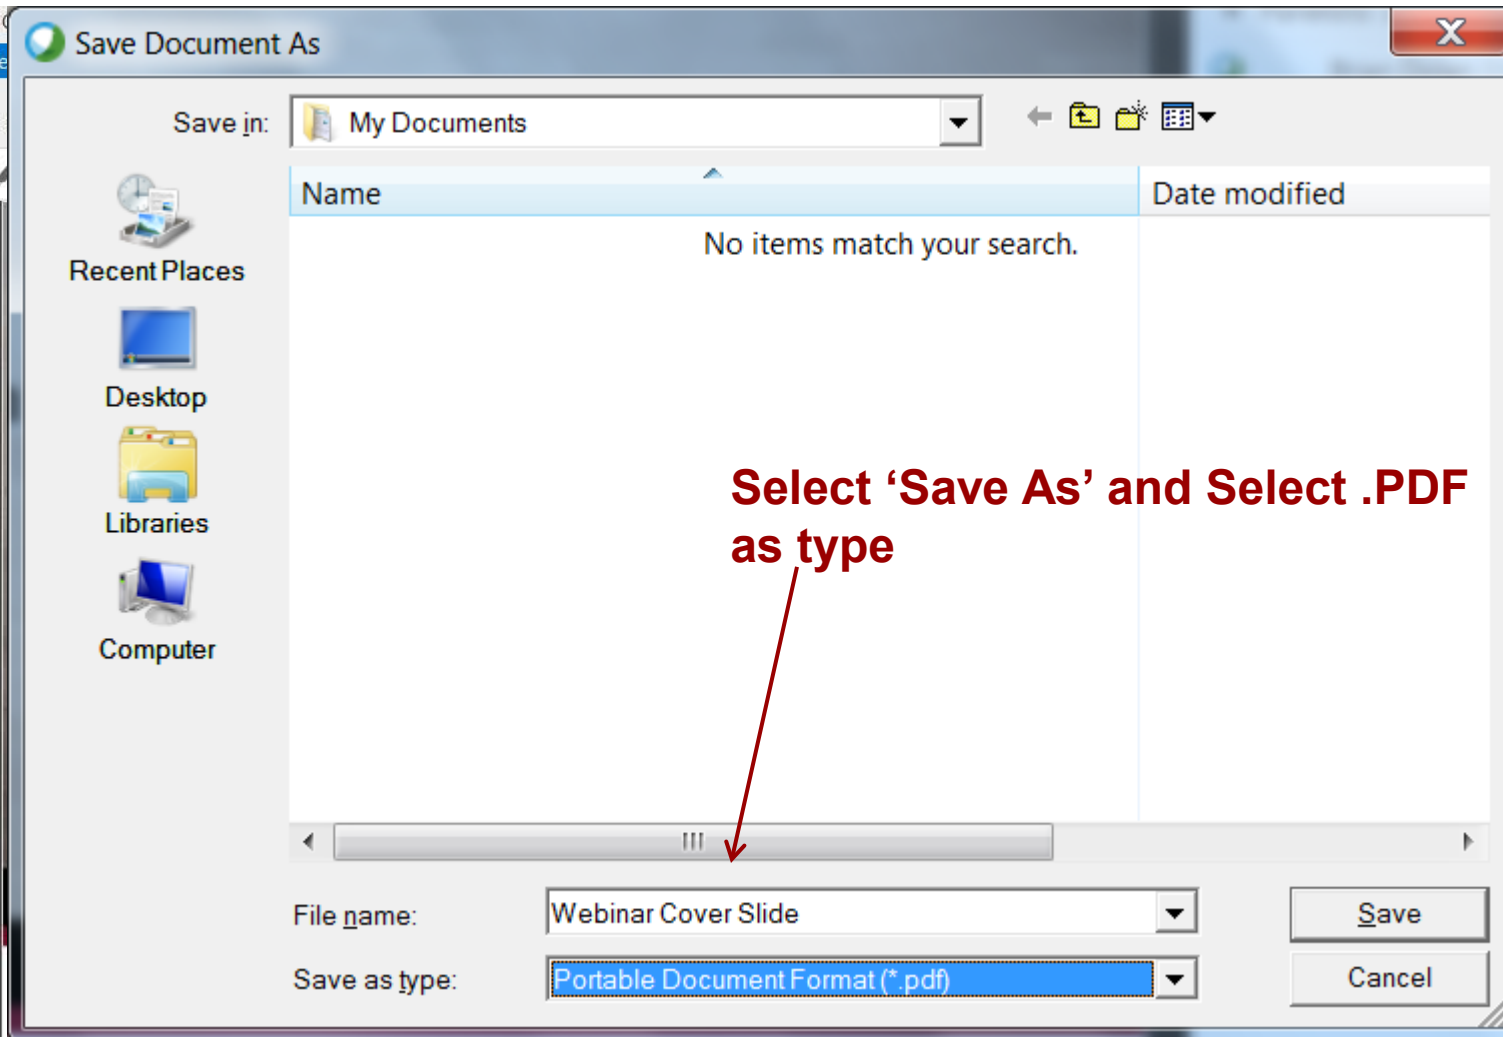 Save Document As
Save in:
My Documents
Name
Date modified
No items match your search.
Recent Places
Desktop
Libraries
Computer
Select ‘Save As’ and Select .PDF
as type
File name:
Webinar Cover Slide
Save
Save as type:
Portable Document Format (*.pdf)
Cancel